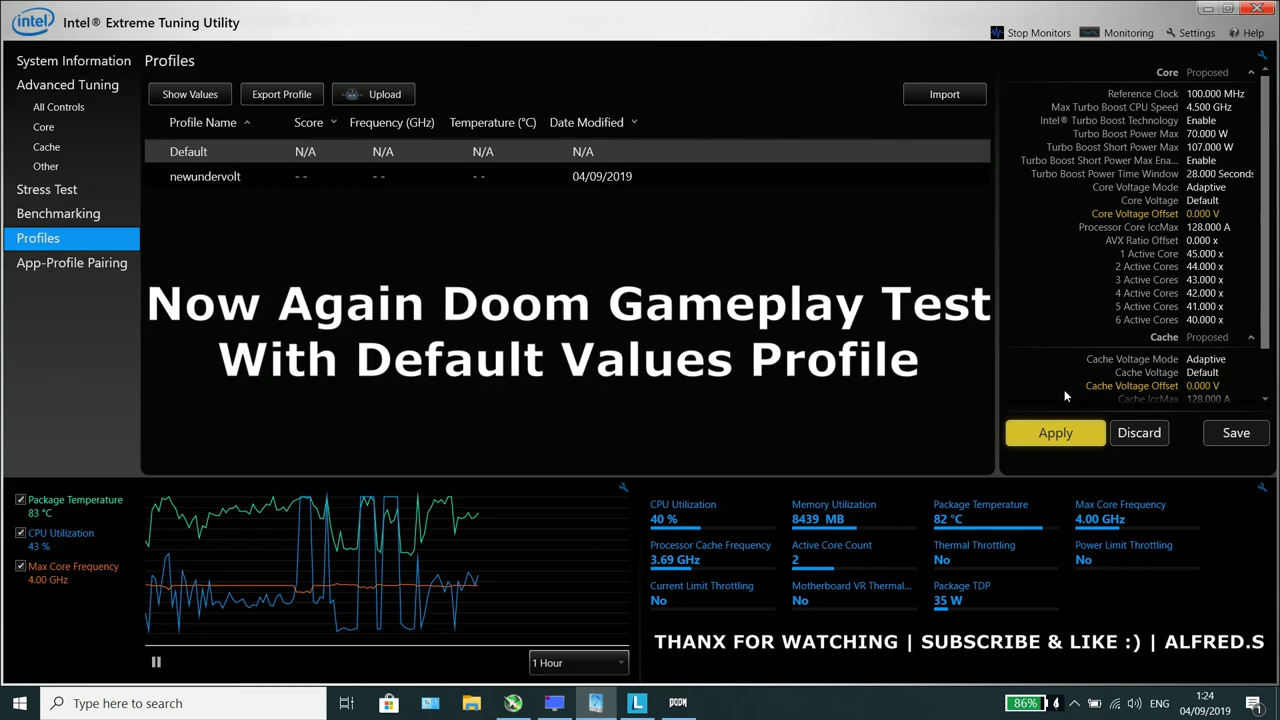 intel
Intel® Extreme Tuning Utility
Stop Monitors
Monitoring
Settings
Help
System Information
Advanced Tuning
All Controls
Core
Cache
Other
Stress Test
Benchmarking
Profiles
App-Profile Pairing
Profiles
Show Values
Export Profile
Upload
Import
Profile Name Score Frequency (GHz) Temperature (°C) Date Modified
Default N/A N/A N/A N/A
newundervolt -- -- -- 04/09/2019
Now Again Doom Gameplay Test
With Default Values Profile
Core Proposed
Reference Clock 100.000 MHz
Max Turbo Boost CPU Speed 4.500 GHz
Intel® Turbo Boost Technology Enable
Turbo Boost Power Max 70.000 W
Turbo Boost Short Power Max 107.000 W
Turbo Boost Short Power Max Ena... Enable
Turbo Boost Power Time Window 28.000 Seconds
Core Voltage Mode Adaptive
Core Voltage Default
Core Voltage Offset 0.000 V
Processor Core IccMax 128.000 A
AVX Ratio Offset 0.000 x
1 Active Core 45.000 x
2 Active Cores 44.000 x
3 Active Cores 43.000 x
4 Active Cores 42.000 x
5 Active Cores 41.000 x
6 Active Cores 40.000 x
Cache Proposed
Cache Voltage Mode Adaptive
Cache Voltage Default
Cache Voltage Offset 0.000 V
Cache IccMax 128.000 A
Apply
Discard
Save
Package Temperature
83 °C
CPU Utilization
43 %
Max Core Frequency
4.00 GHz
1 Hour
CPU Utilization
40 %
Memory Utilization
8439 MB
Package Temperature
82 °C
Max Core Frequency
4.00 GHz
Processor Cache Frequency
3.69 GHz
Active Core Count
2
Thermal Throttling
No
Power Limit Throttling
No
Current Limit Throttling
No
Motherboard VR Thermal...
No
Package TDP
35 W
THANX FOR WATCHING | SUBSCRIBE & LIKE :) | ALFRED.S
Type here to search
L
DOOM
86%
ENG
1:24
04/09/2019
1